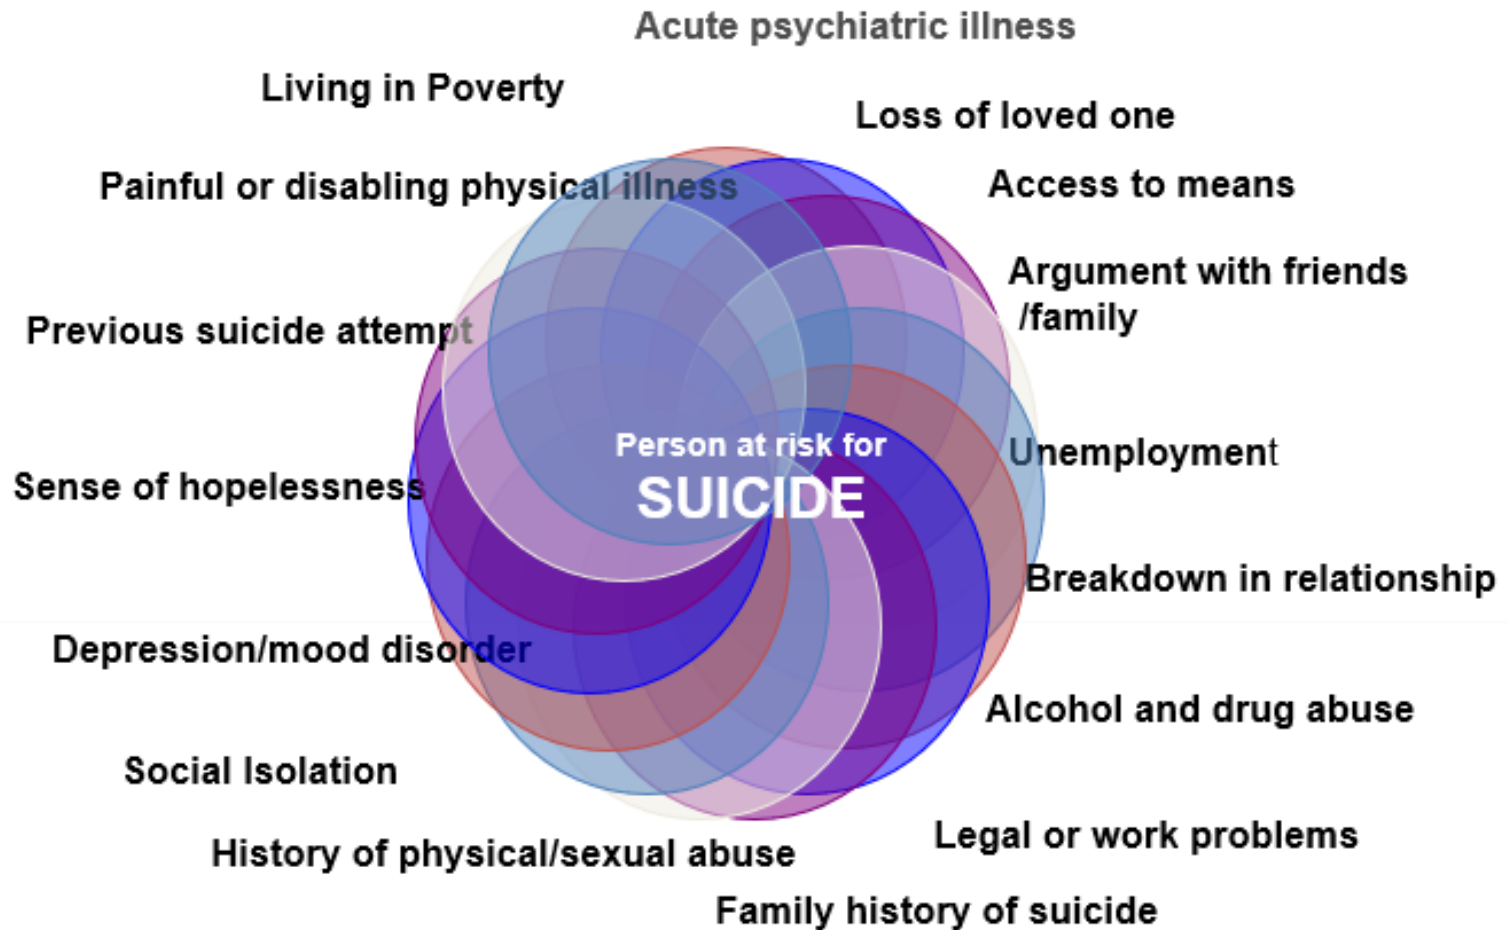 Acute psychiatric illness
Living in Poverty
Loss of loved one
Painful or disabling physical illness
Access to means
Argument with friends
/family
Previous suicide attempt
Person at risk for
SUICIDE
Unemployment
Sense of hopelessness
Breakdown in relationship
Depression/mood disorder
Alcohol and drug abuse
Social Isolation
Legal or work problems
History of physical/sexual abuse
Family history of suicide